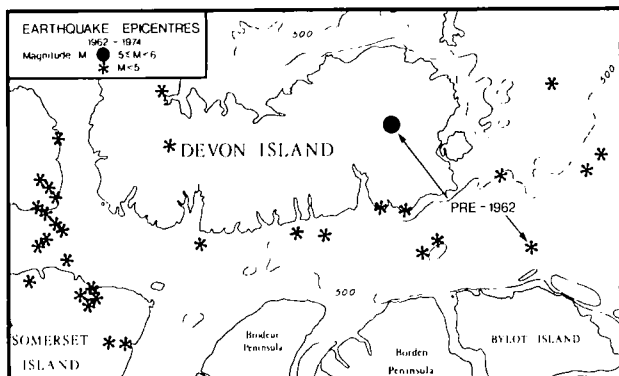 EARTHQUAKE EPICENTRES
1962 - 1974
Magnitude M ● 5≤M<6
* M<5
500
500
DEVON ISLAND
PRE - 1962
500
SOMERSET
ISLAND
Brodeur
Peninsula
Borden
Peninsula
BYLOT ISLAND